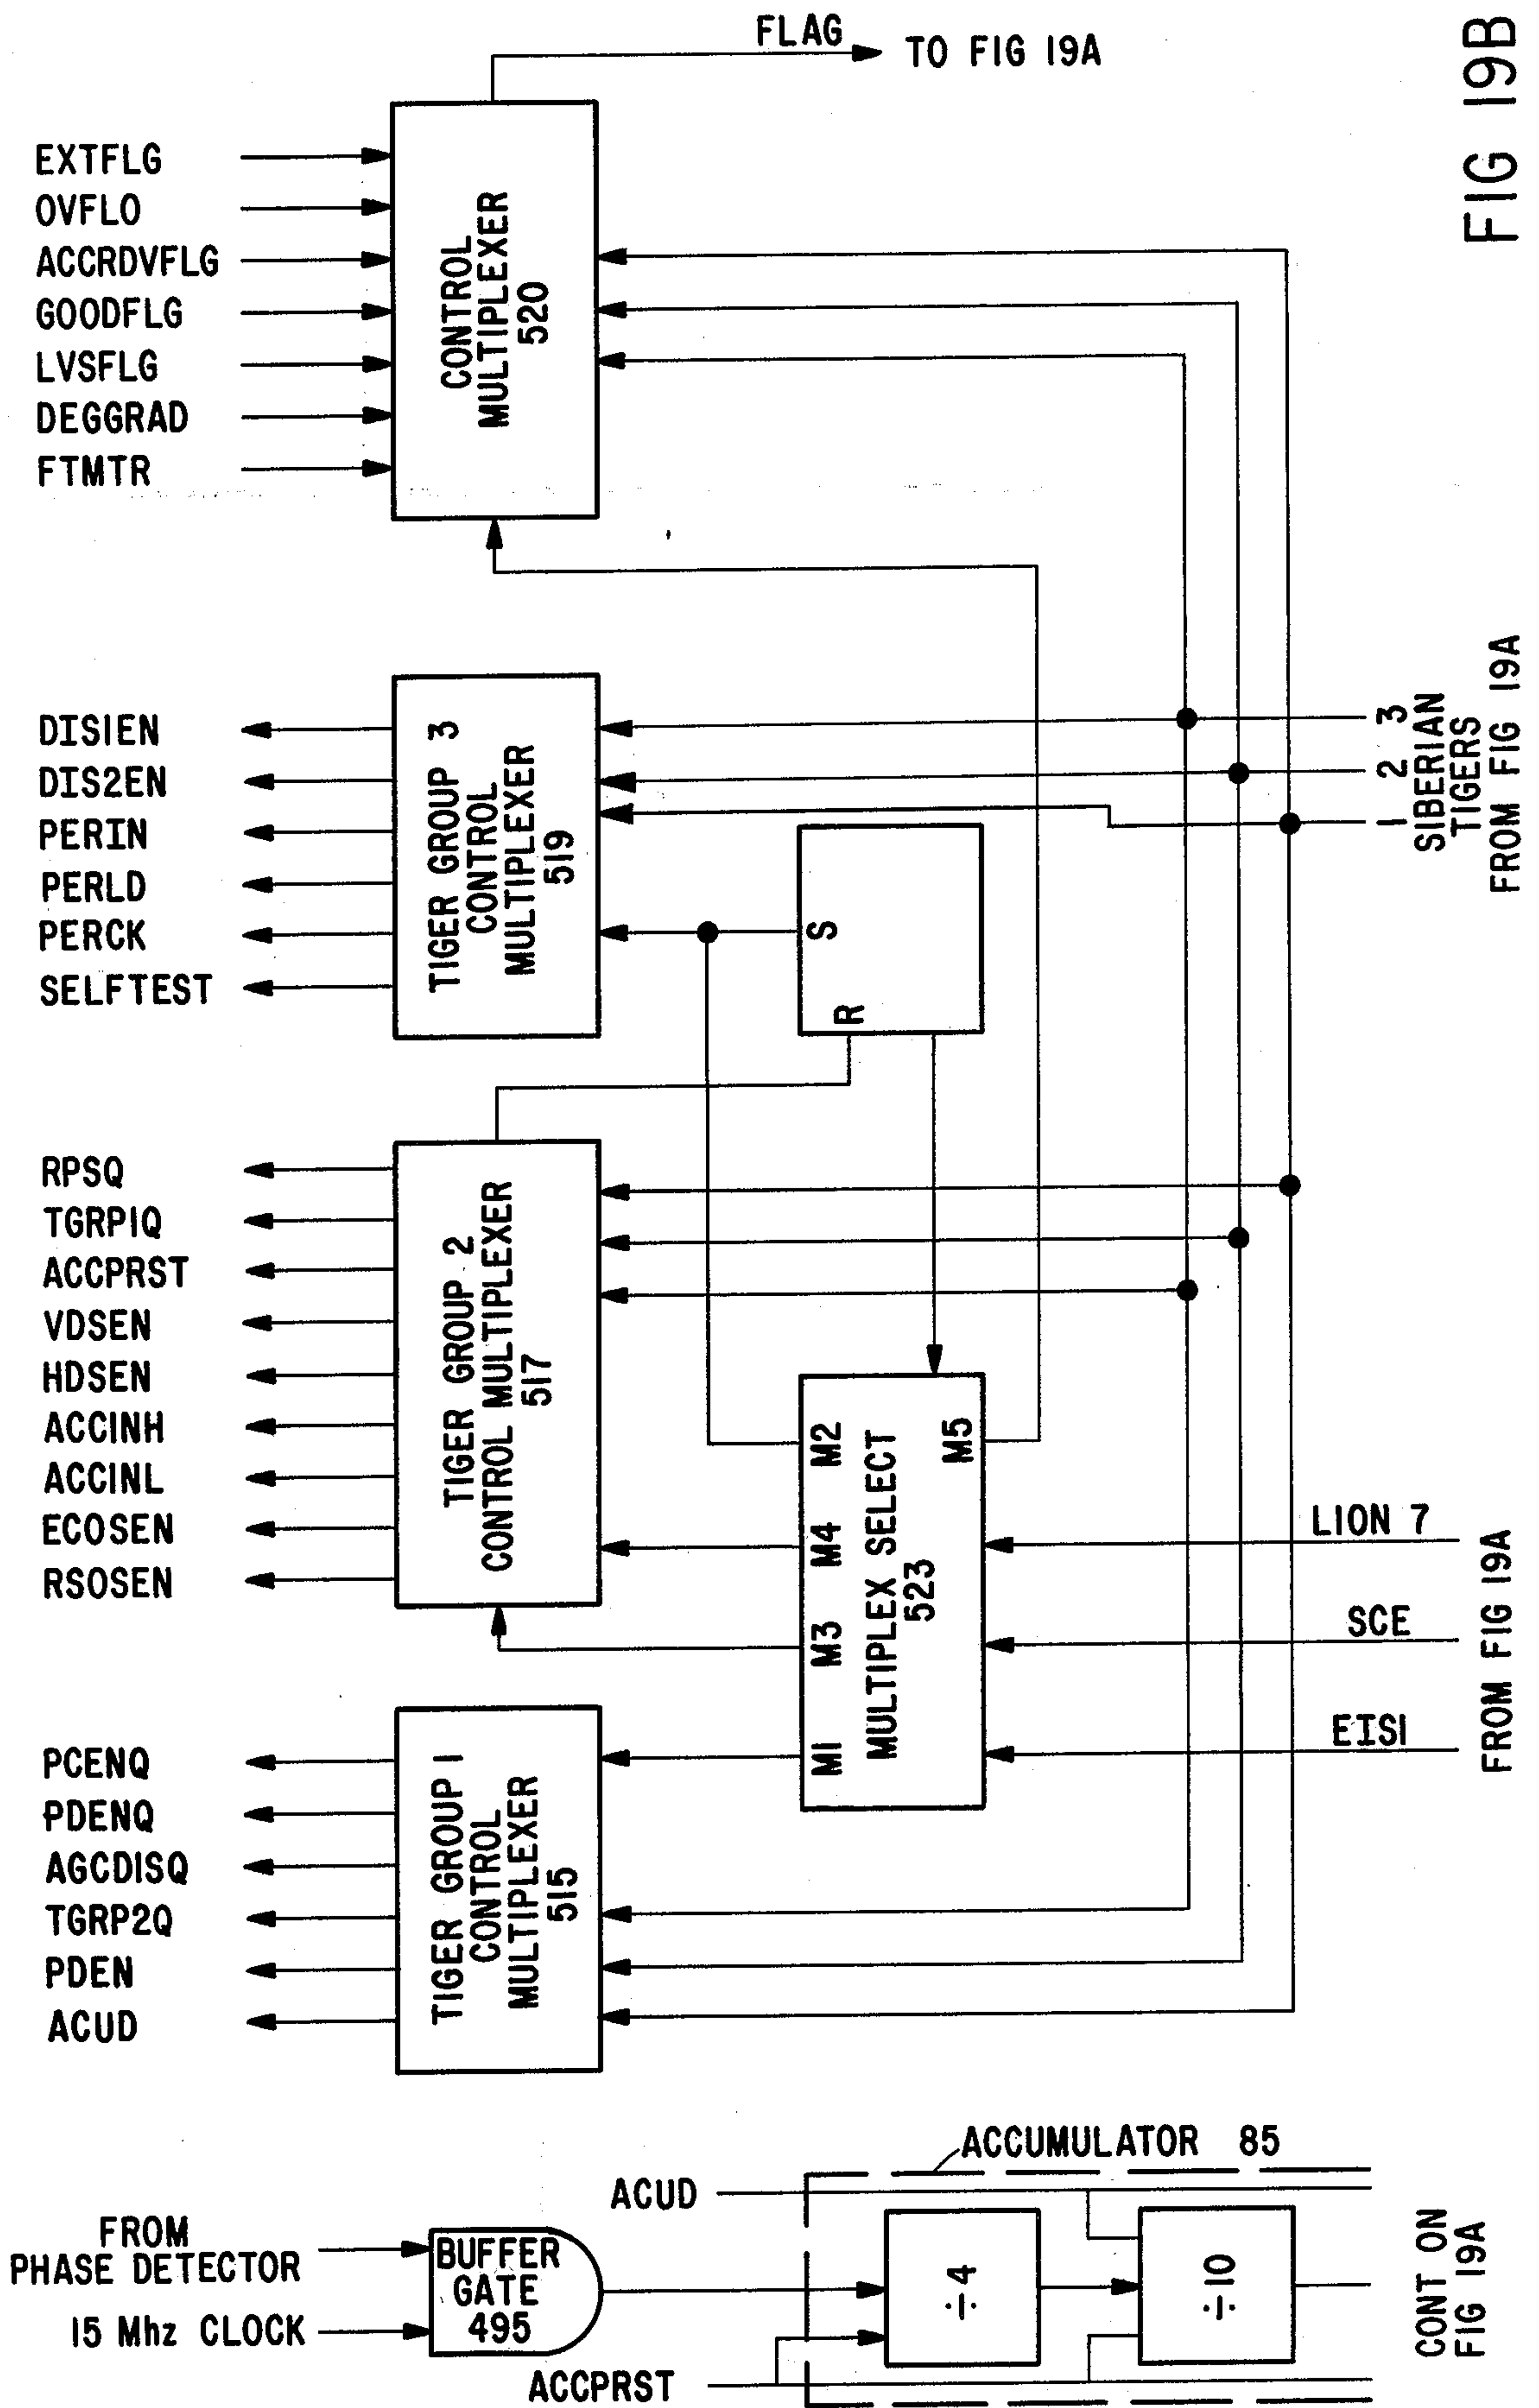 FIG 19B
FLAG
TO FIG 19A
EXTFLG
OVFLO
ACCRDVFLG
GOODFLG
LVSFLG
DEGGRAD
FTMTR
CONTROL
MULTIPLEXER
520
DIS1EN
DIS2EN
PERIN
PERLD
PERCK
SELFTEST
TIGER GROUP 3
CONTROL
MULTIPLEXER
519
S
R
1 2 3
SIBERIAN
TIGERS
FROM FIG 19A
RPSQ
TGRP1Q
ACCPRST
VDSEN
HDSEN
ACCINH
ACCINL
ECOSEN
RSOSEN
TIGER GROUP 2
CONTROL MULTIPLEXER
517
M1 M3 M4 M2
MULTIPLEX SELECT
523
M5
LION 7
SCE
EIS1
FROM FIG 19A
PCENQ
PDENQ
AGCDISQ
TGRP2Q
PDEN
ACUD
TIGER GROUP 1
CONTROL
MULTIPLEXER
515
ACCUMULATOR 85
ACUD
FROM
PHASE DETECTOR
15 Mhz CLOCK
BUFFER
GATE
495
÷4
÷10
ACCPRST
CONT ON
FIG 19A